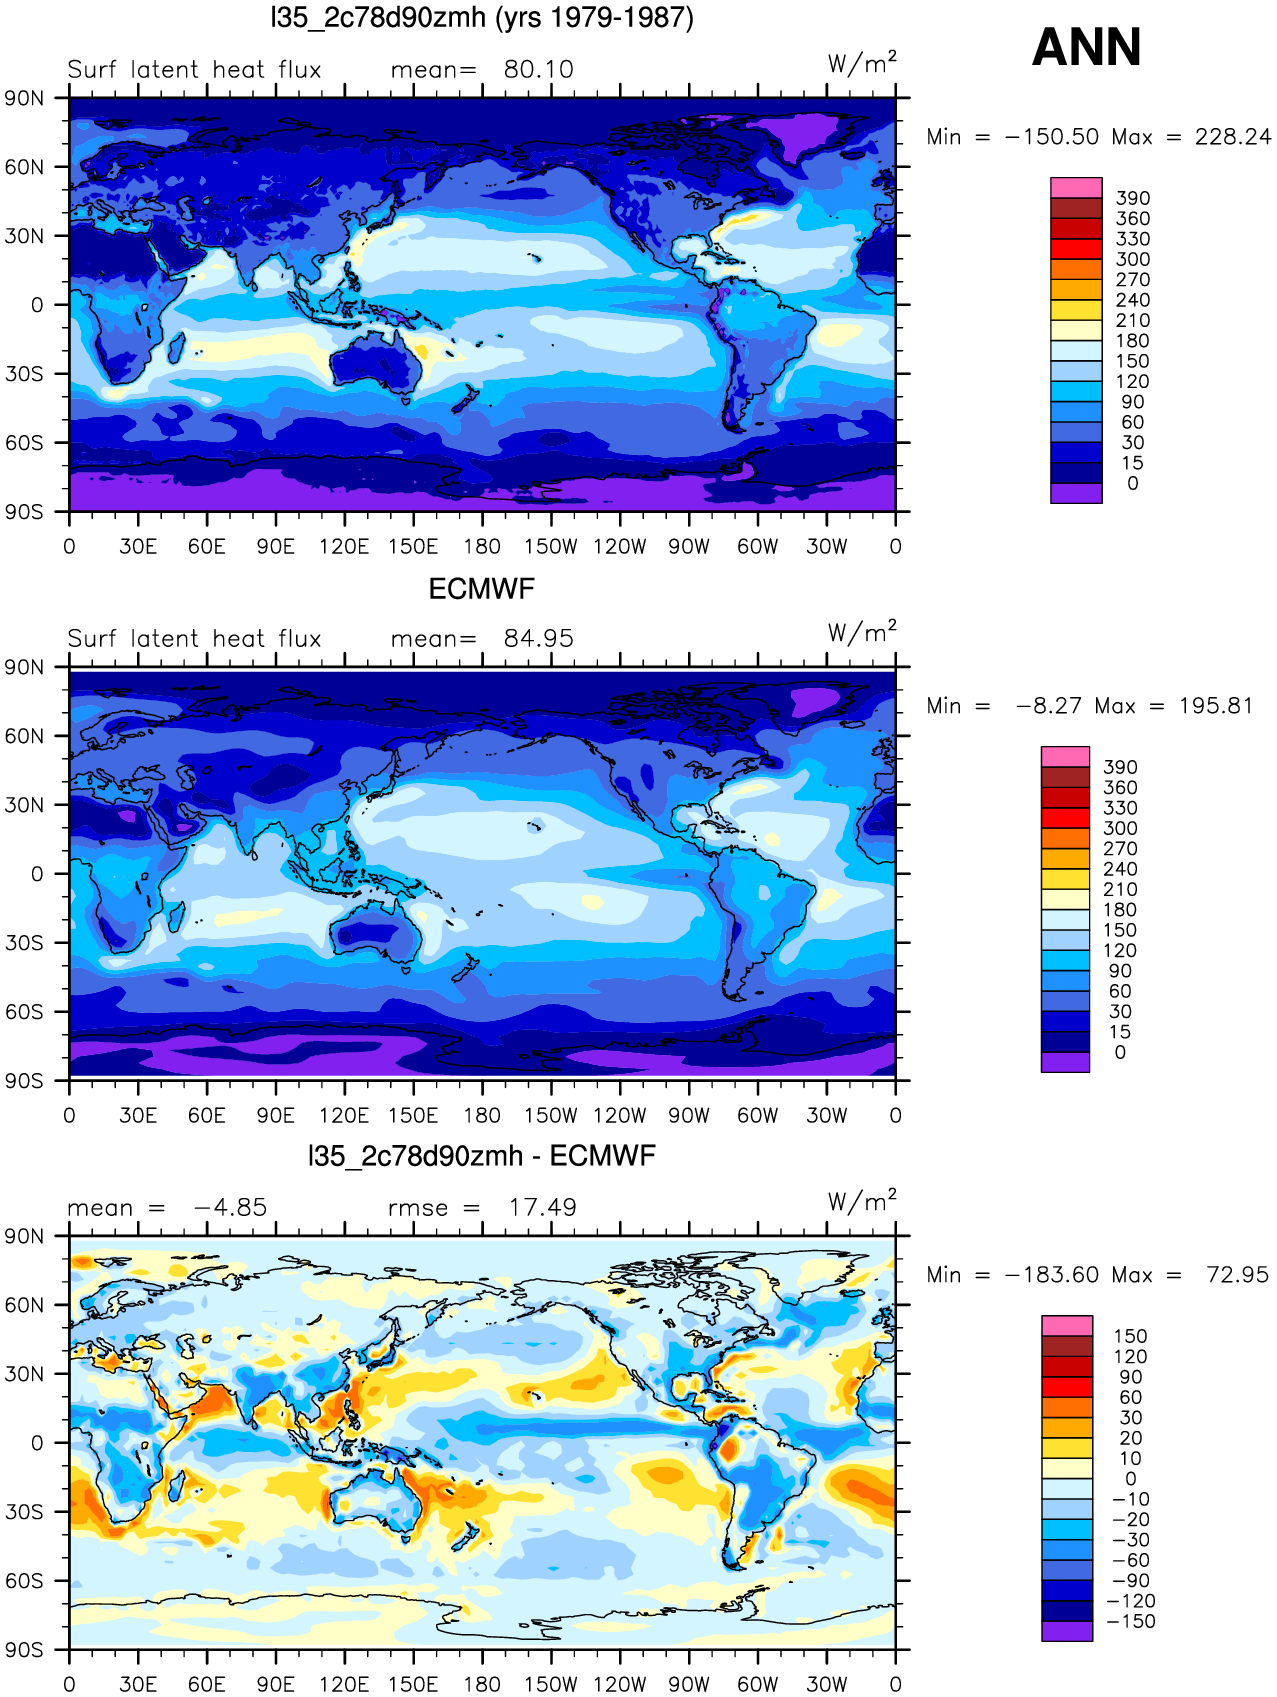 l35_2c78d90zmh (yrs 1979-1987)
ANN
Surf latent heat flux mean= 80.10 W/m²
Min = −150.50 Max = 228.24
90N
60N
30N
0
30S
60S
90S
0 30E 60E 90E 120E 150E 180 150W 120W 90W 60W 30W 0
390
360
330
300
270
240
210
180
150
120
90
60
30
15
0
ECMWF
Surf latent heat flux mean= 84.95 W/m²
Min = −8.27 Max = 195.81
90N
60N
30N
0
30S
60S
90S
0 30E 60E 90E 120E 150E 180 150W 120W 90W 60W 30W 0
390
360
330
300
270
240
210
180
150
120
90
60
30
15
0
l35_2c78d90zmh - ECMWF
mean = −4.85 rmse = 17.49 W/m²
Min = −183.60 Max = 72.95
90N
60N
30N
0
30S
60S
90S
0 30E 60E 90E 120E 150E 180 150W 120W 90W 60W 30W 0
150
120
90
60
30
20
10
0
−10
−20
−30
−60
−90
−120
−150